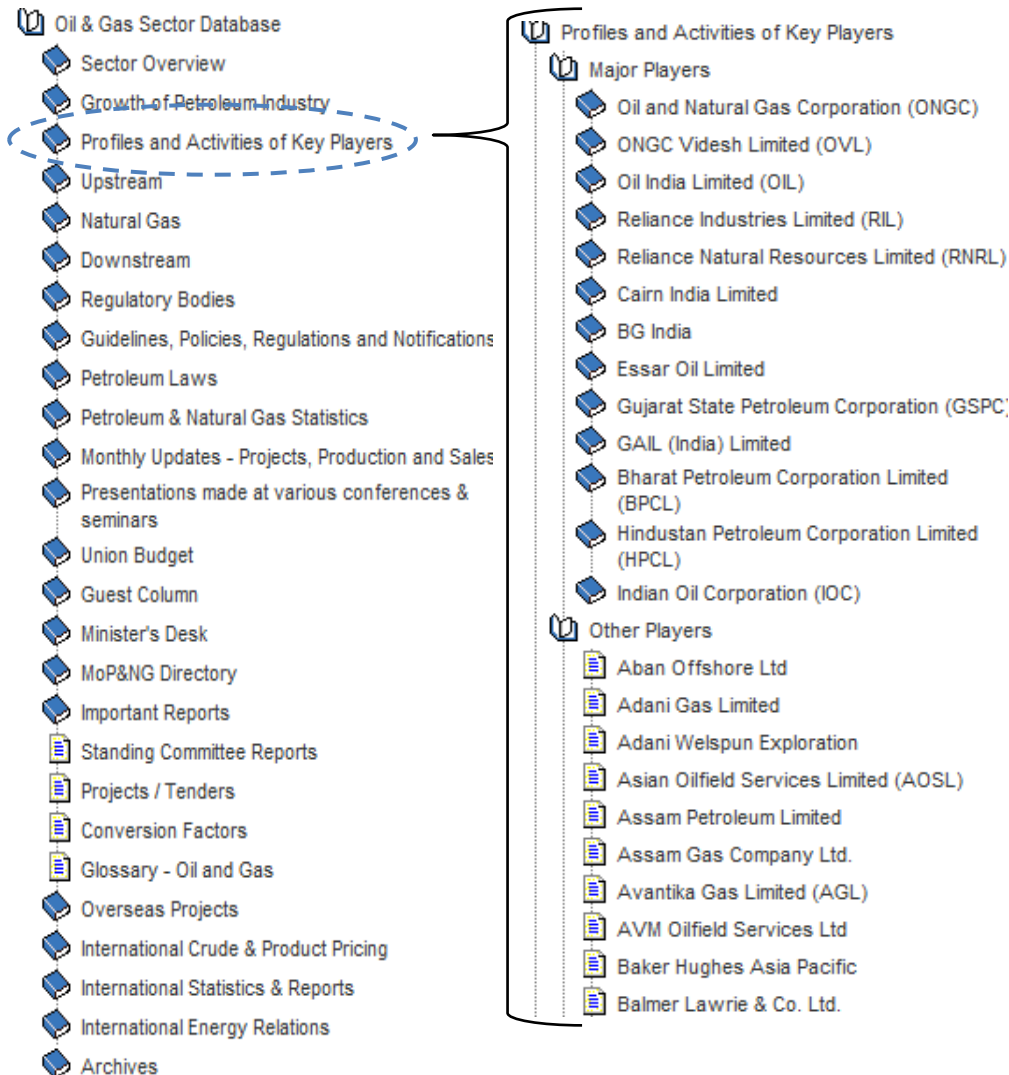 Oil & Gas Sector Database
Sector Overview
Growth of Petroleum Industry
Profiles and Activities of Key Players
Upstream
Natural Gas
Downstream
Regulatory Bodies
Guidelines, Policies, Regulations and Notifications
Petroleum Laws
Petroleum & Natural Gas Statistics
Monthly Updates - Projects, Production and Sales
Presentations made at various conferences &
seminars
Union Budget
Guest Column
Minister's Desk
MoP&NG Directory
Important Reports
Standing Committee Reports
Projects / Tenders
Conversion Factors
Glossary - Oil and Gas
Overseas Projects
International Crude & Product Pricing
International Statistics & Reports
International Energy Relations
Archives
Profiles and Activities of Key Players
Major Players
Oil and Natural Gas Corporation (ONGC)
ONGC Videsh Limited (OVL)
Oil India Limited (OIL)
Reliance Industries Limited (RIL)
Reliance Natural Resources Limited (RNRL)
Cairn India Limited
BG India
Essar Oil Limited
Gujarat State Petroleum Corporation (GSPC)
GAIL (India) Limited
Bharat Petroleum Corporation Limited
(BPCL)
Hindustan Petroleum Corporation Limited
(HPCL)
Indian Oil Corporation (IOC)
Other Players
Aban Offshore Ltd
Adani Gas Limited
Adani Welspun Exploration
Asian Oilfield Services Limited (AOSL)
Assam Petroleum Limited
Assam Gas Company Ltd.
Avantika Gas Limited (AGL)
AVM Oilfield Services Ltd
Baker Hughes Asia Pacific
Balmer Lawrie & Co. Ltd.